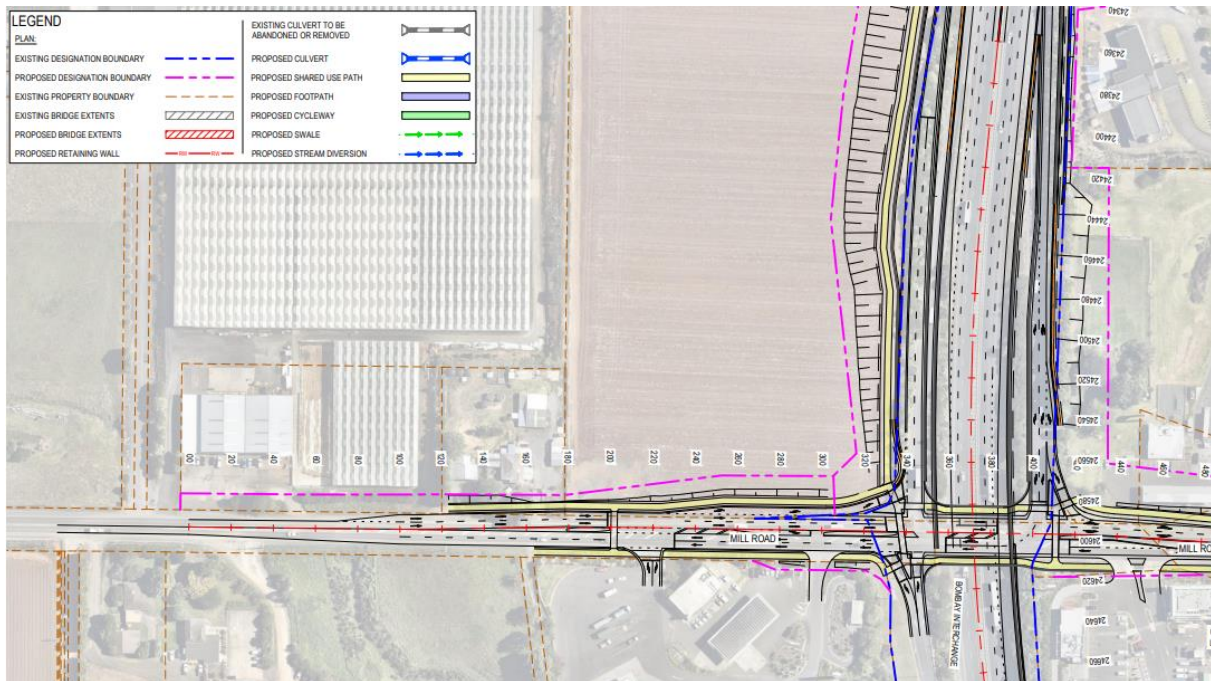 LEGEND
PLAN:
EXISTING DESIGNATION BOUNDARY
PROPOSED DESIGNATION BOUNDARY
EXISTING PROPERTY BOUNDARY
EXISTING BRIDGE EXTENTS
PROPOSED BRIDGE EXTENTS
PROPOSED RETAINING WALL
RW RW
EXISTING CULVERT TO BE
ABANDONED OR REMOVED
PROPOSED CULVERT
PROPOSED SHARED USE PATH
PROPOSED FOOTPATH
PROPOSED CYCLEWAY
PROPOSED SWALE
PROPOSED STREAM DIVERSION
24340
24360
24380
24400
24420
24440
24460
24480
24500
24520
24540
24560
24580
24600
24620
24640
24660
00
20
40
60
80
100
120
140
160
180
200
220
240
260
280
300
320
340
360
380
400
440
460
480
MILL ROAD
MILL RO
BOMBAY INTERCHANGE